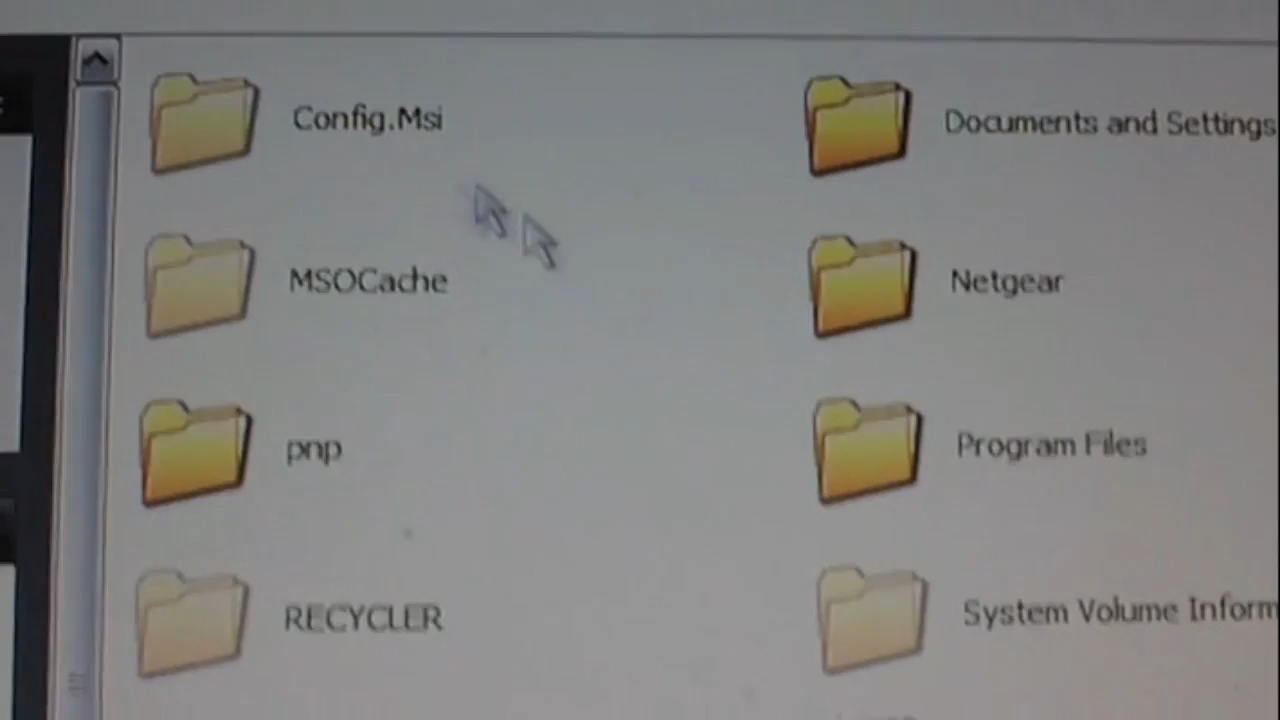 Config.Msi
Documents and Settings
MSOCache
Netgear
pnp
Program Files
RECYCLER
System Volume Inform